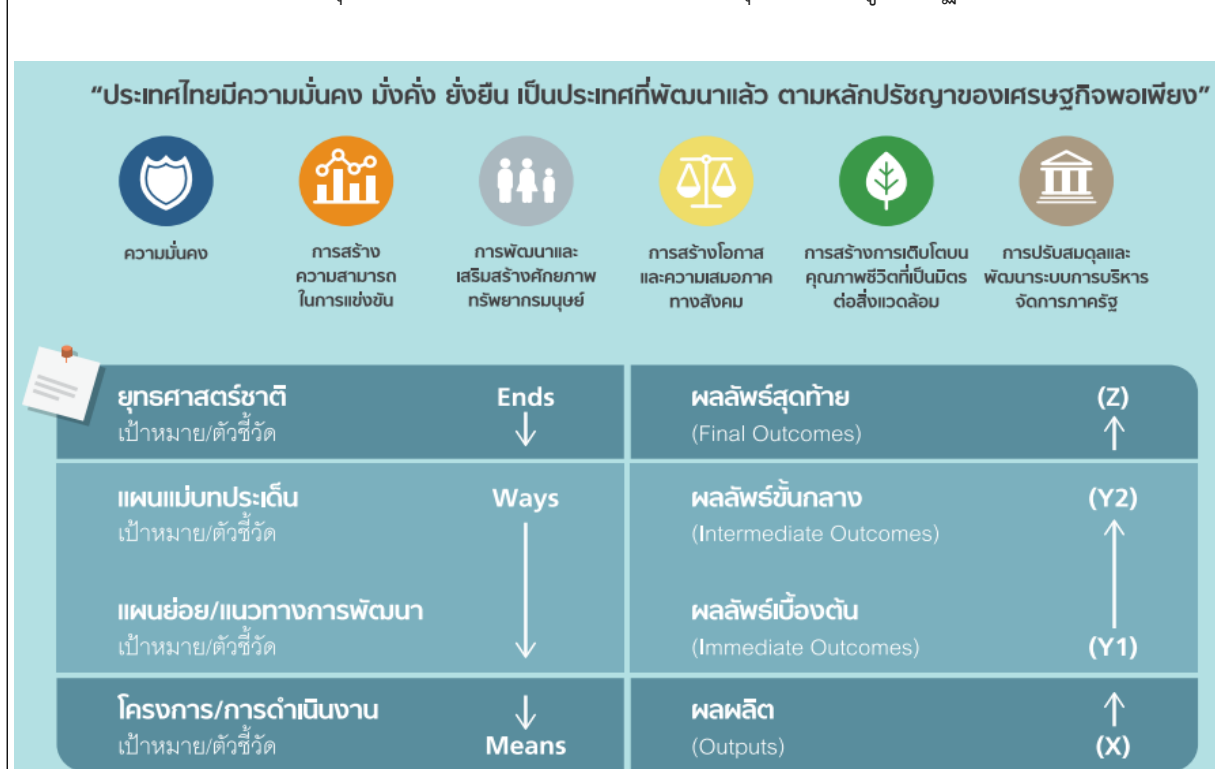 “ประเทศไทยมีความมั่นคง มั่งคั่ง ยั่งยืน เป็นประเทศที่พัฒนาแล้ว ตามหลักปรัชญาของเศรษฐกิจพอเพียง”
ความมั่นคง
การสร้าง
ความสามารถ
ในการแข่งขัน
การพัฒนาและ
เสริมสร้างศักยภาพ
ทรัพยากรมนุษย์
การสร้างโอกาส
และความเสมอภาค
ทางสังคม
การสร้างการเติบโตบน
คุณภาพชีวิตที่เป็นมิตร
ต่อสิ่งแวดล้อม
การปรับสมดุลและ
พัฒนาระบบการบริหาร
จัดการภาครัฐ
ยุทธศาสตร์ชาติ Ends ผลลัพธ์สุดท้าย (Z)
เป้าหมาย/ตัวชี้วัด (Final Outcomes)
แผนแม่บทประเด็น Ways ผลลัพธ์ขั้นกลาง (Y2)
เป้าหมาย/ตัวชี้วัด (Intermediate Outcomes)
แผนย่อย/แนวทางการพัฒนา ผลลัพธ์เบื้องต้น
เป้าหมาย/ตัวชี้วัด (Immediate Outcomes) (Y1)
โครงการ/การดำเนินงาน ผลผลิต
เป้าหมาย/ตัวชี้วัด Means (Outputs) (X)